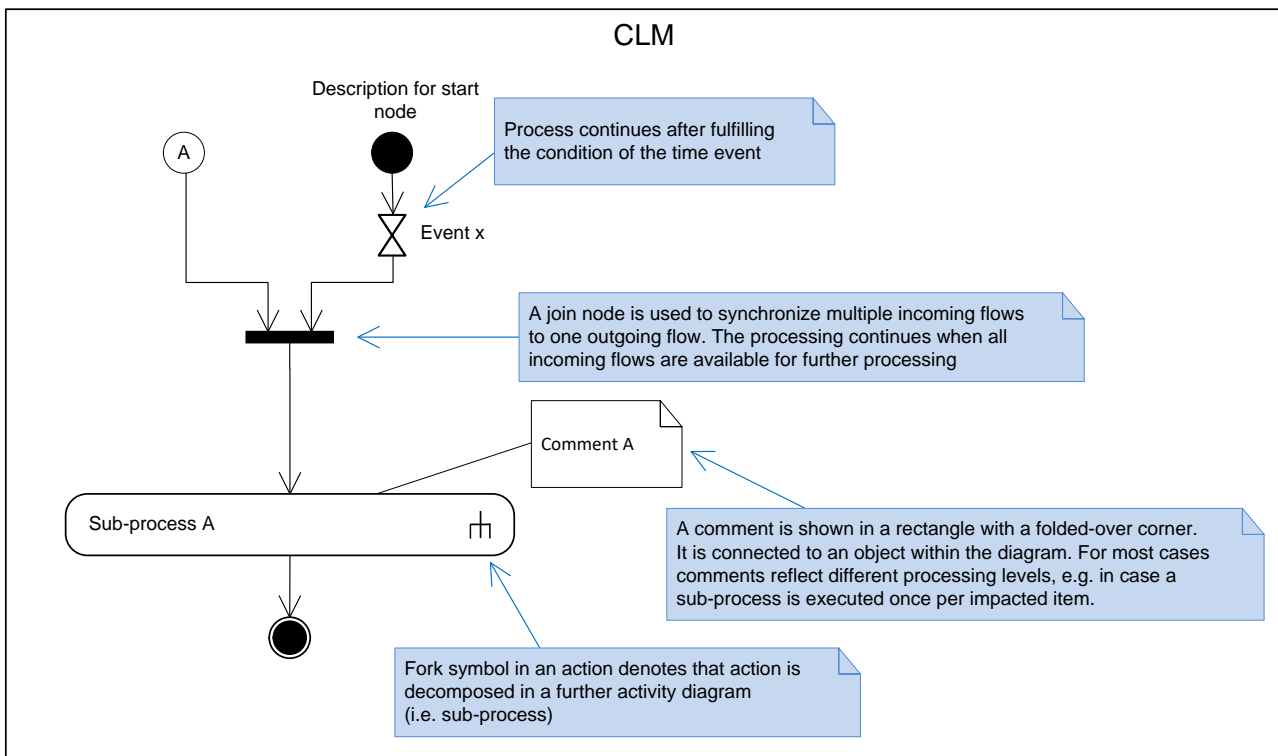 CLM
Description for start
node
Process continues after fulfilling
the condition of the time event
A
Event x
A join node is used to synchronize multiple incoming flows
to one outgoing flow. The processing continues when all
incoming flows are available for further processing
Comment A
Sub-process A
A comment is shown in a rectangle with a folded-over corner.
It is connected to an object within the diagram. For most cases
comments reflect different processing levels, e.g. in case a
sub-process is executed once per impacted item.
Fork symbol in an action denotes that action is
decomposed in a further activity diagram
(i.e. sub-process)